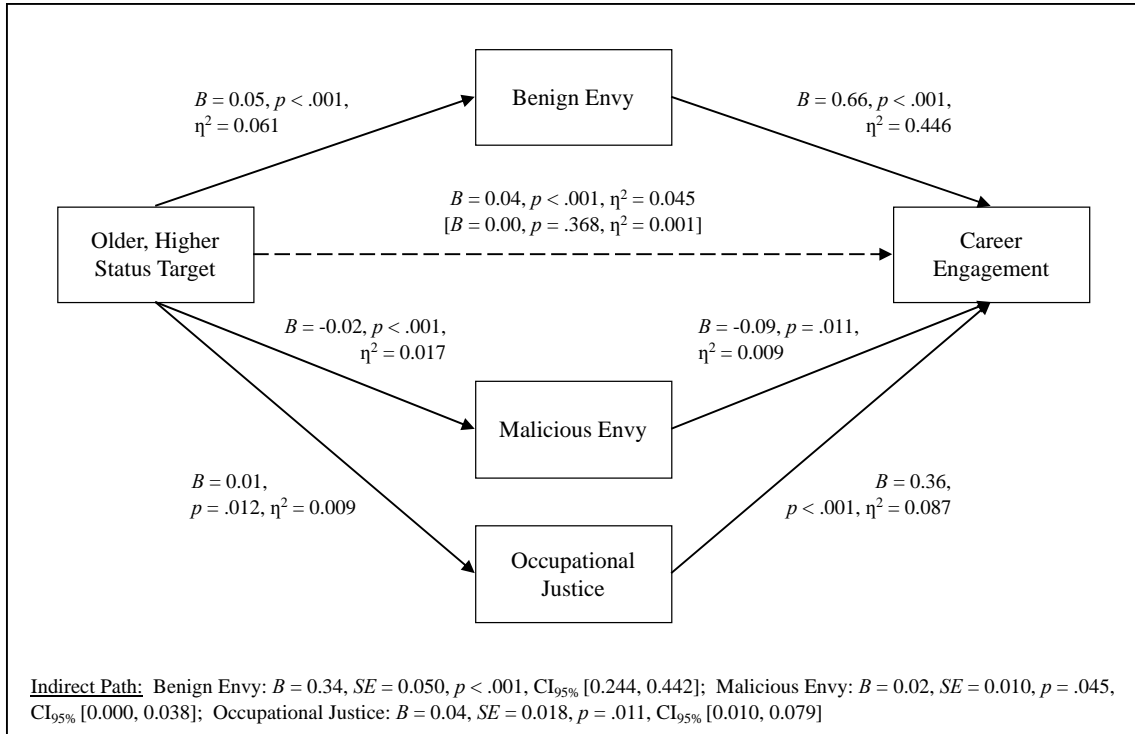 Benign Envy
B = 0.05, p < .001,
η² = 0.061
B = 0.66, p < .001,
η² = 0.446
B = 0.04, p < .001, η² = 0.045
[B = 0.00, p = .368, η² = 0.001]
Older, Higher
Status Target
Career
Engagement
B = -0.02, p < .001,
η² = 0.017
B = -0.09, p = .011,
η² = 0.009
Malicious Envy
B = 0.01,
p = .012, η² = 0.009
B = 0.36,
p < .001, η² = 0.087
Occupational
Justice
Indirect Path: Benign Envy: B = 0.34, SE = 0.050, p < .001, CI₉₅% [0.244, 0.442]; Malicious Envy: B = 0.02, SE = 0.010, p = .045,
CI₉₅% [0.000, 0.038]; Occupational Justice: B = 0.04, SE = 0.018, p = .011, CI₉₅% [0.010, 0.079]